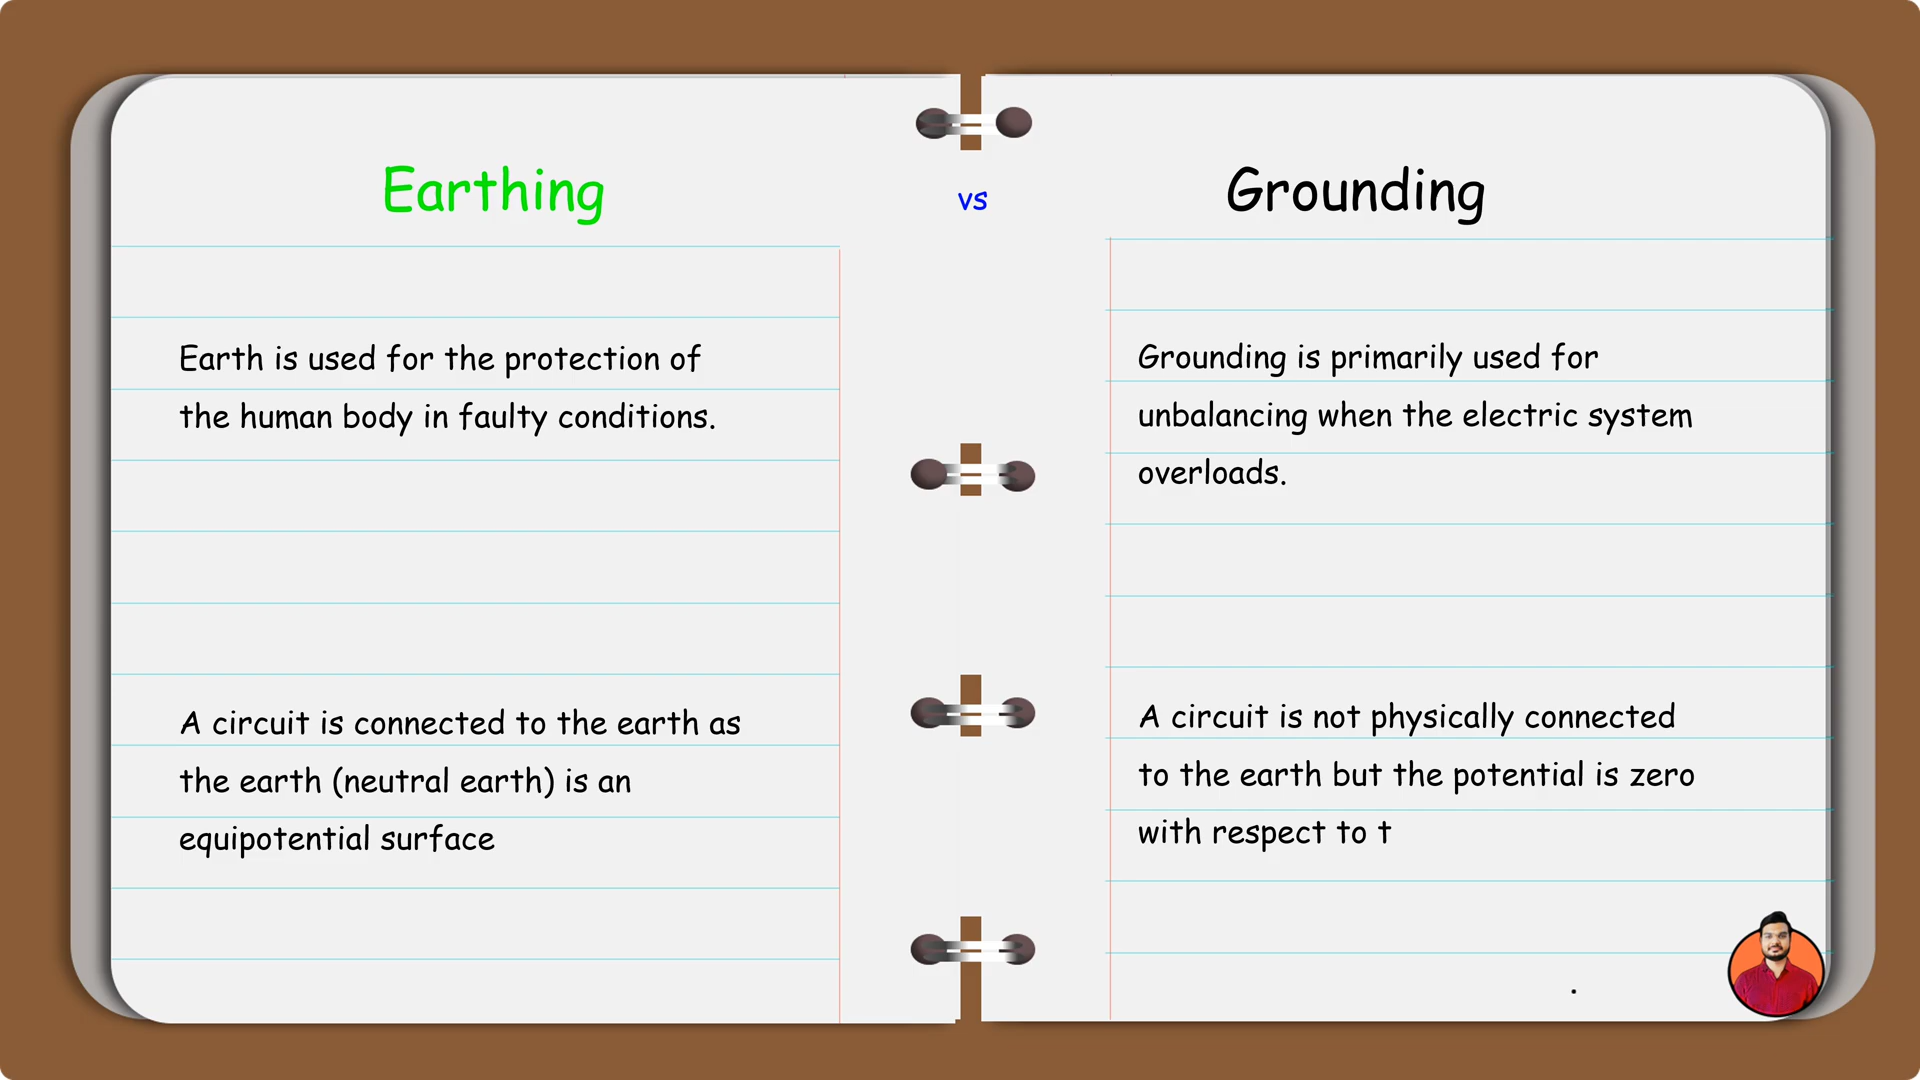 Earthing
vs
Grounding
Earth is used for the protection of
the human body in faulty conditions.
Grounding is primarily used for
unbalancing when the electric system
overloads.
A circuit is connected to the earth as
the earth (neutral earth) is an
equipotential surface
A circuit is not physically connected
to the earth but the potential is zero
with respect to t
.